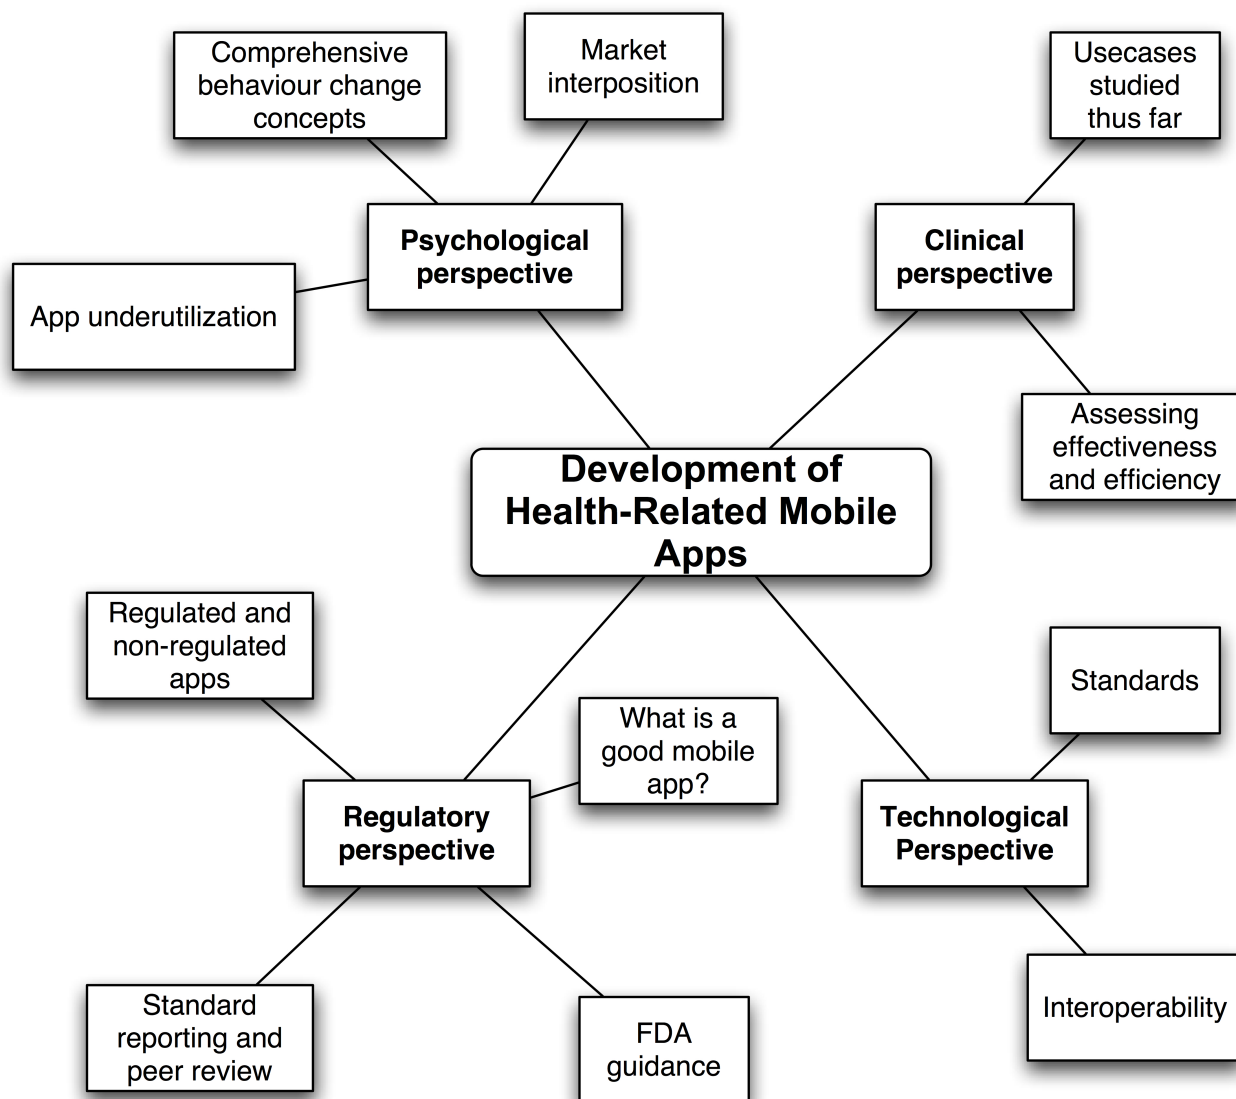 Comprehensive
behaviour change
concepts
Market
interposition
Usecases
studied
thus far
Psychological
perspective
Clinical
perspective
App underutilization
Assessing
effectiveness
and efficiency
Development of
Health-Related Mobile
Apps
Regulated and
non-regulated
apps
What is a
good mobile
app?
Standards
Regulatory
perspective
Technological
Perspective
Standard
reporting and
peer review
FDA
guidance
Interoperability